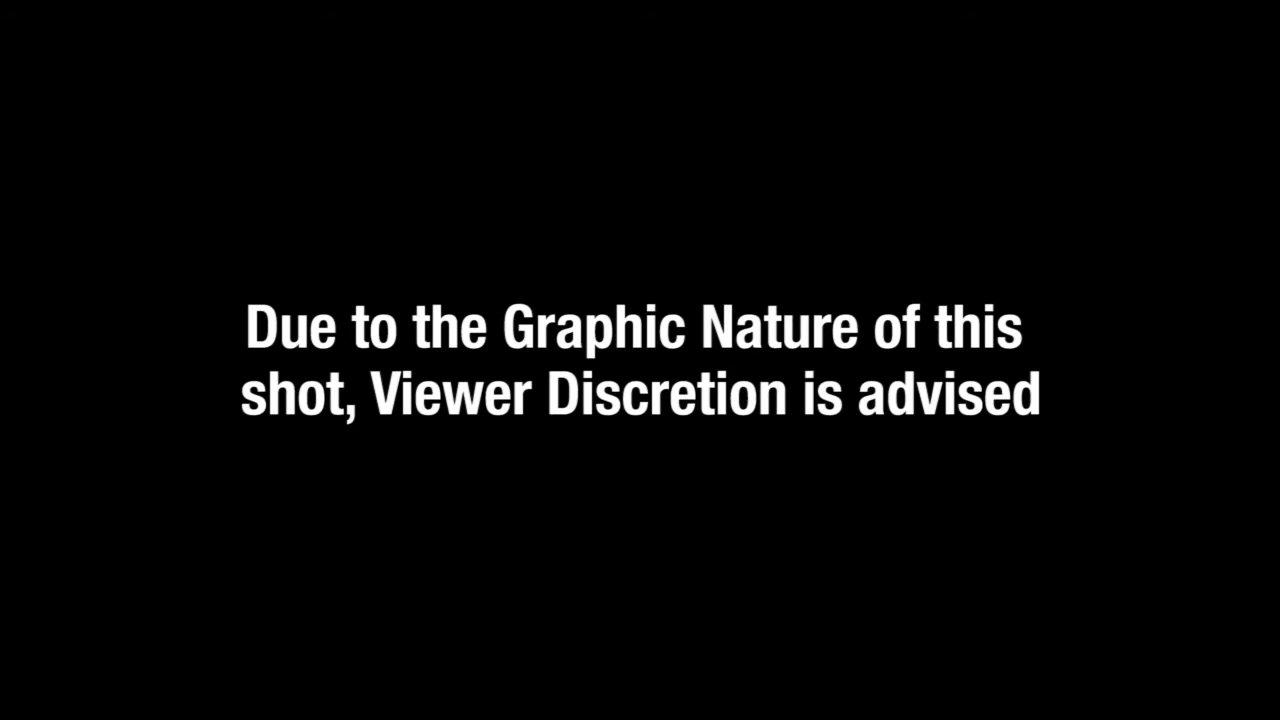 Due to the Graphic Nature of this
shot, Viewer Discretion is advised